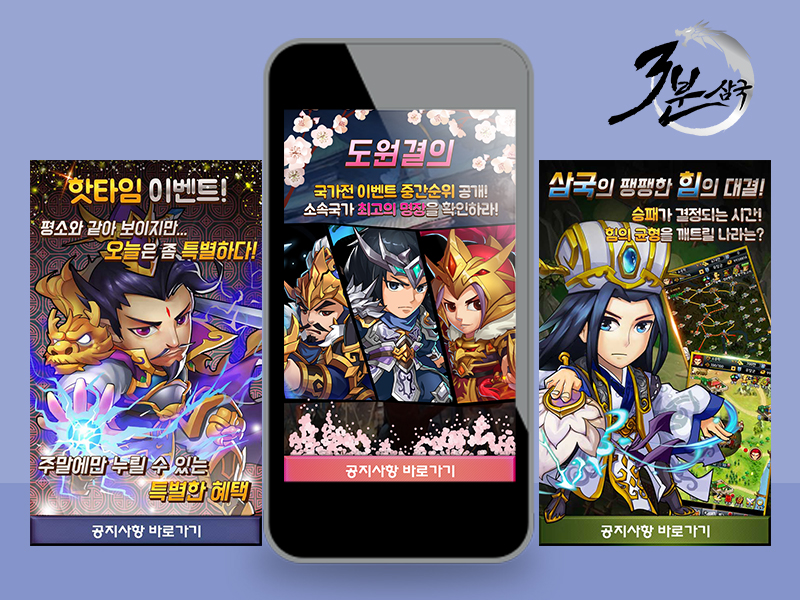 3분 삼국
핫타임 이벤트!
평소와 같아 보이지만...
오늘은 좀 특별하다!
주말에만 누릴 수 있는
특별한 혜택
공지사항 바로가기
도원결의
국가전 이벤트 중간순위 공개!
소속국가 최고의 명장을 확인하라!
공지사항 바로가기
삼국의 팽팽한 힘의 대결!
승패가 결정되는 시간!
힘의 균형을 깨트릴 나라는?
공지사항 바로가기